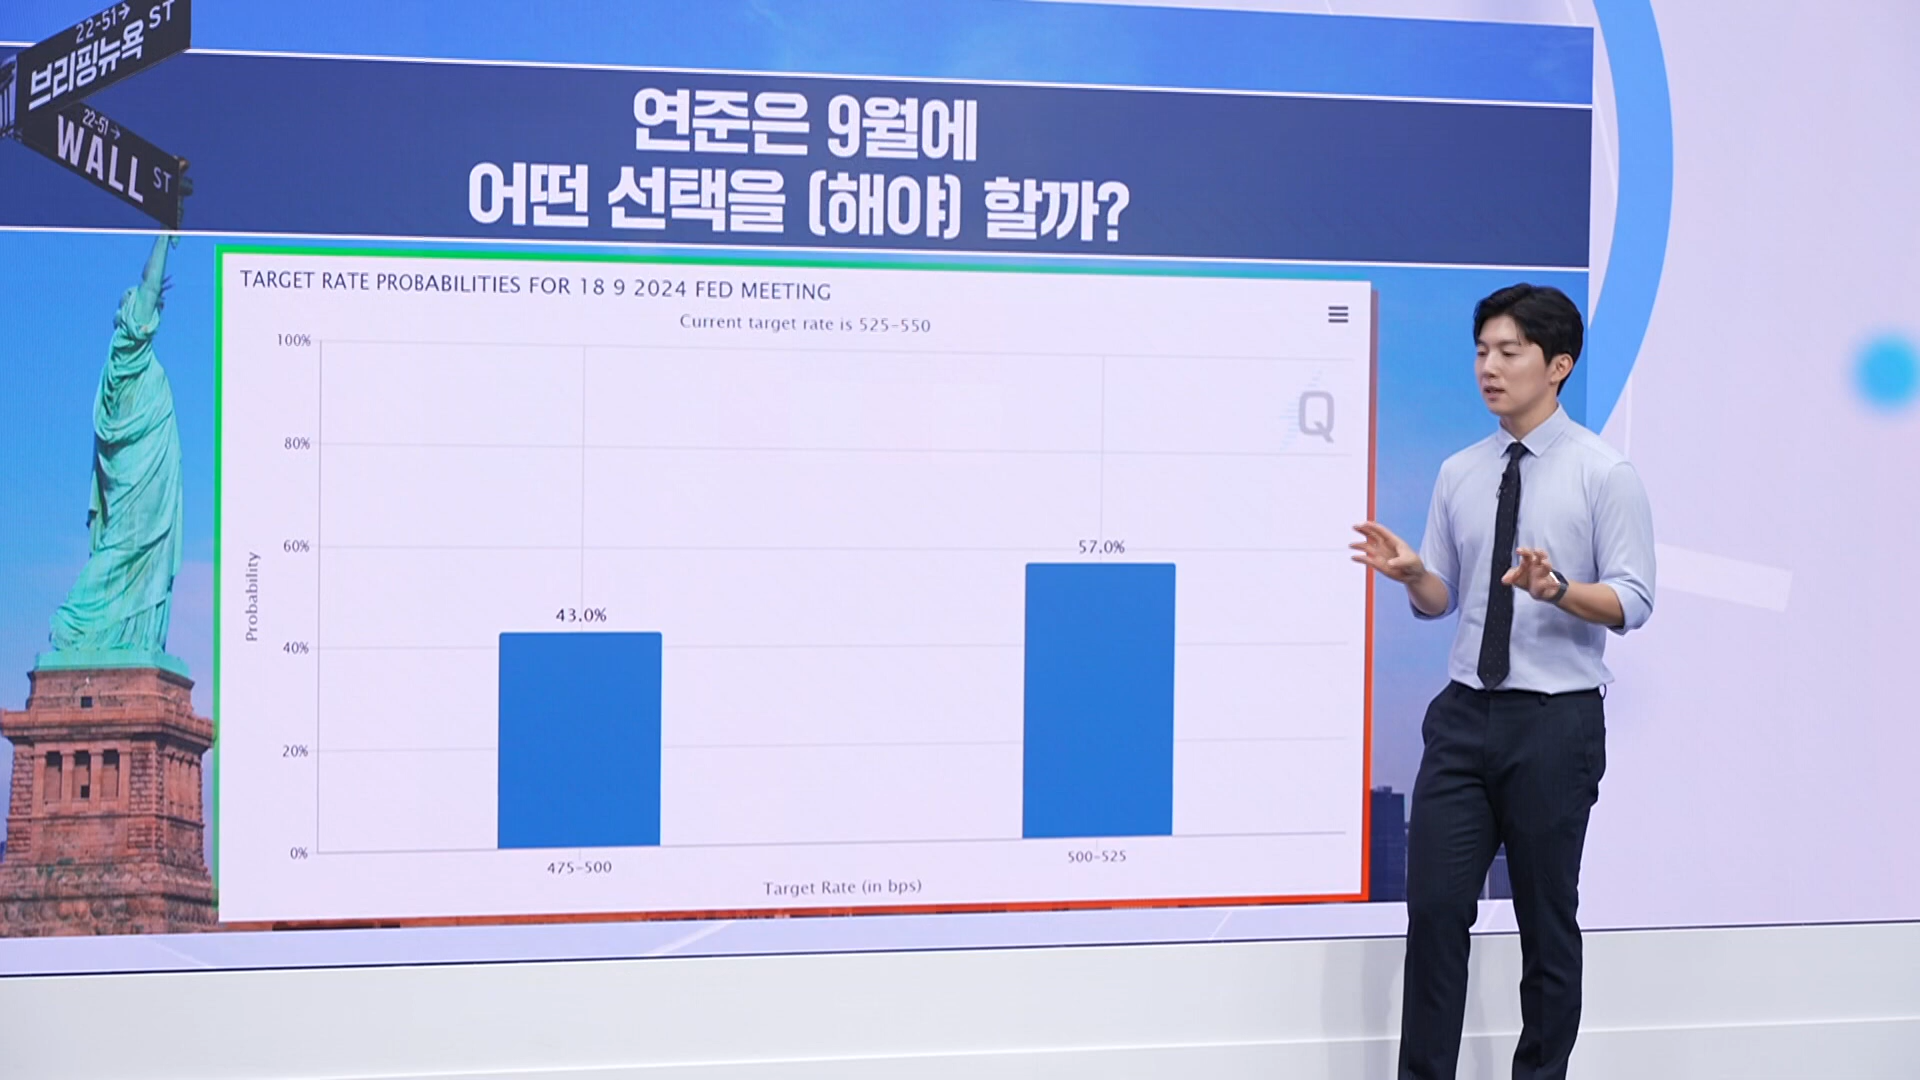 22-51→
브리핑뉴욕 ST
22-51→
WALL ST
연준은 9월에
어떤 선택을 (해야) 할까?
TARGET RATE PROBABILITIES FOR 18 9 2024 FED MEETING
Current target rate is 525-550
100%
80%
60%
40%
20%
0%
Probability
Q
43.0%
57.0%
475-500
500-525
Target Rate (in bps)